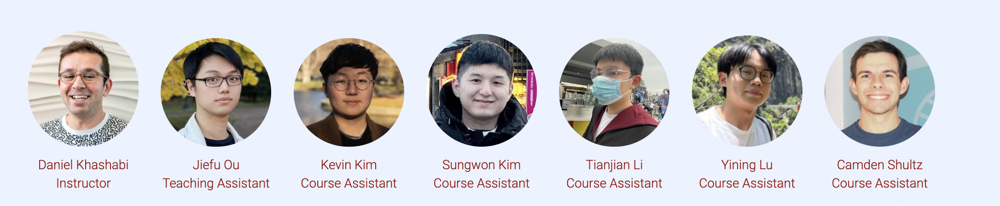 Daniel Khashabi
Instructor
Jiefu Ou
Teaching Assistant
Kevin Kim
Course Assistant
Sungwon Kim
Course Assistant
Tianjian Li
Course Assistant
Yining Lu
Course Assistant
Camden Shultz
Course Assistant